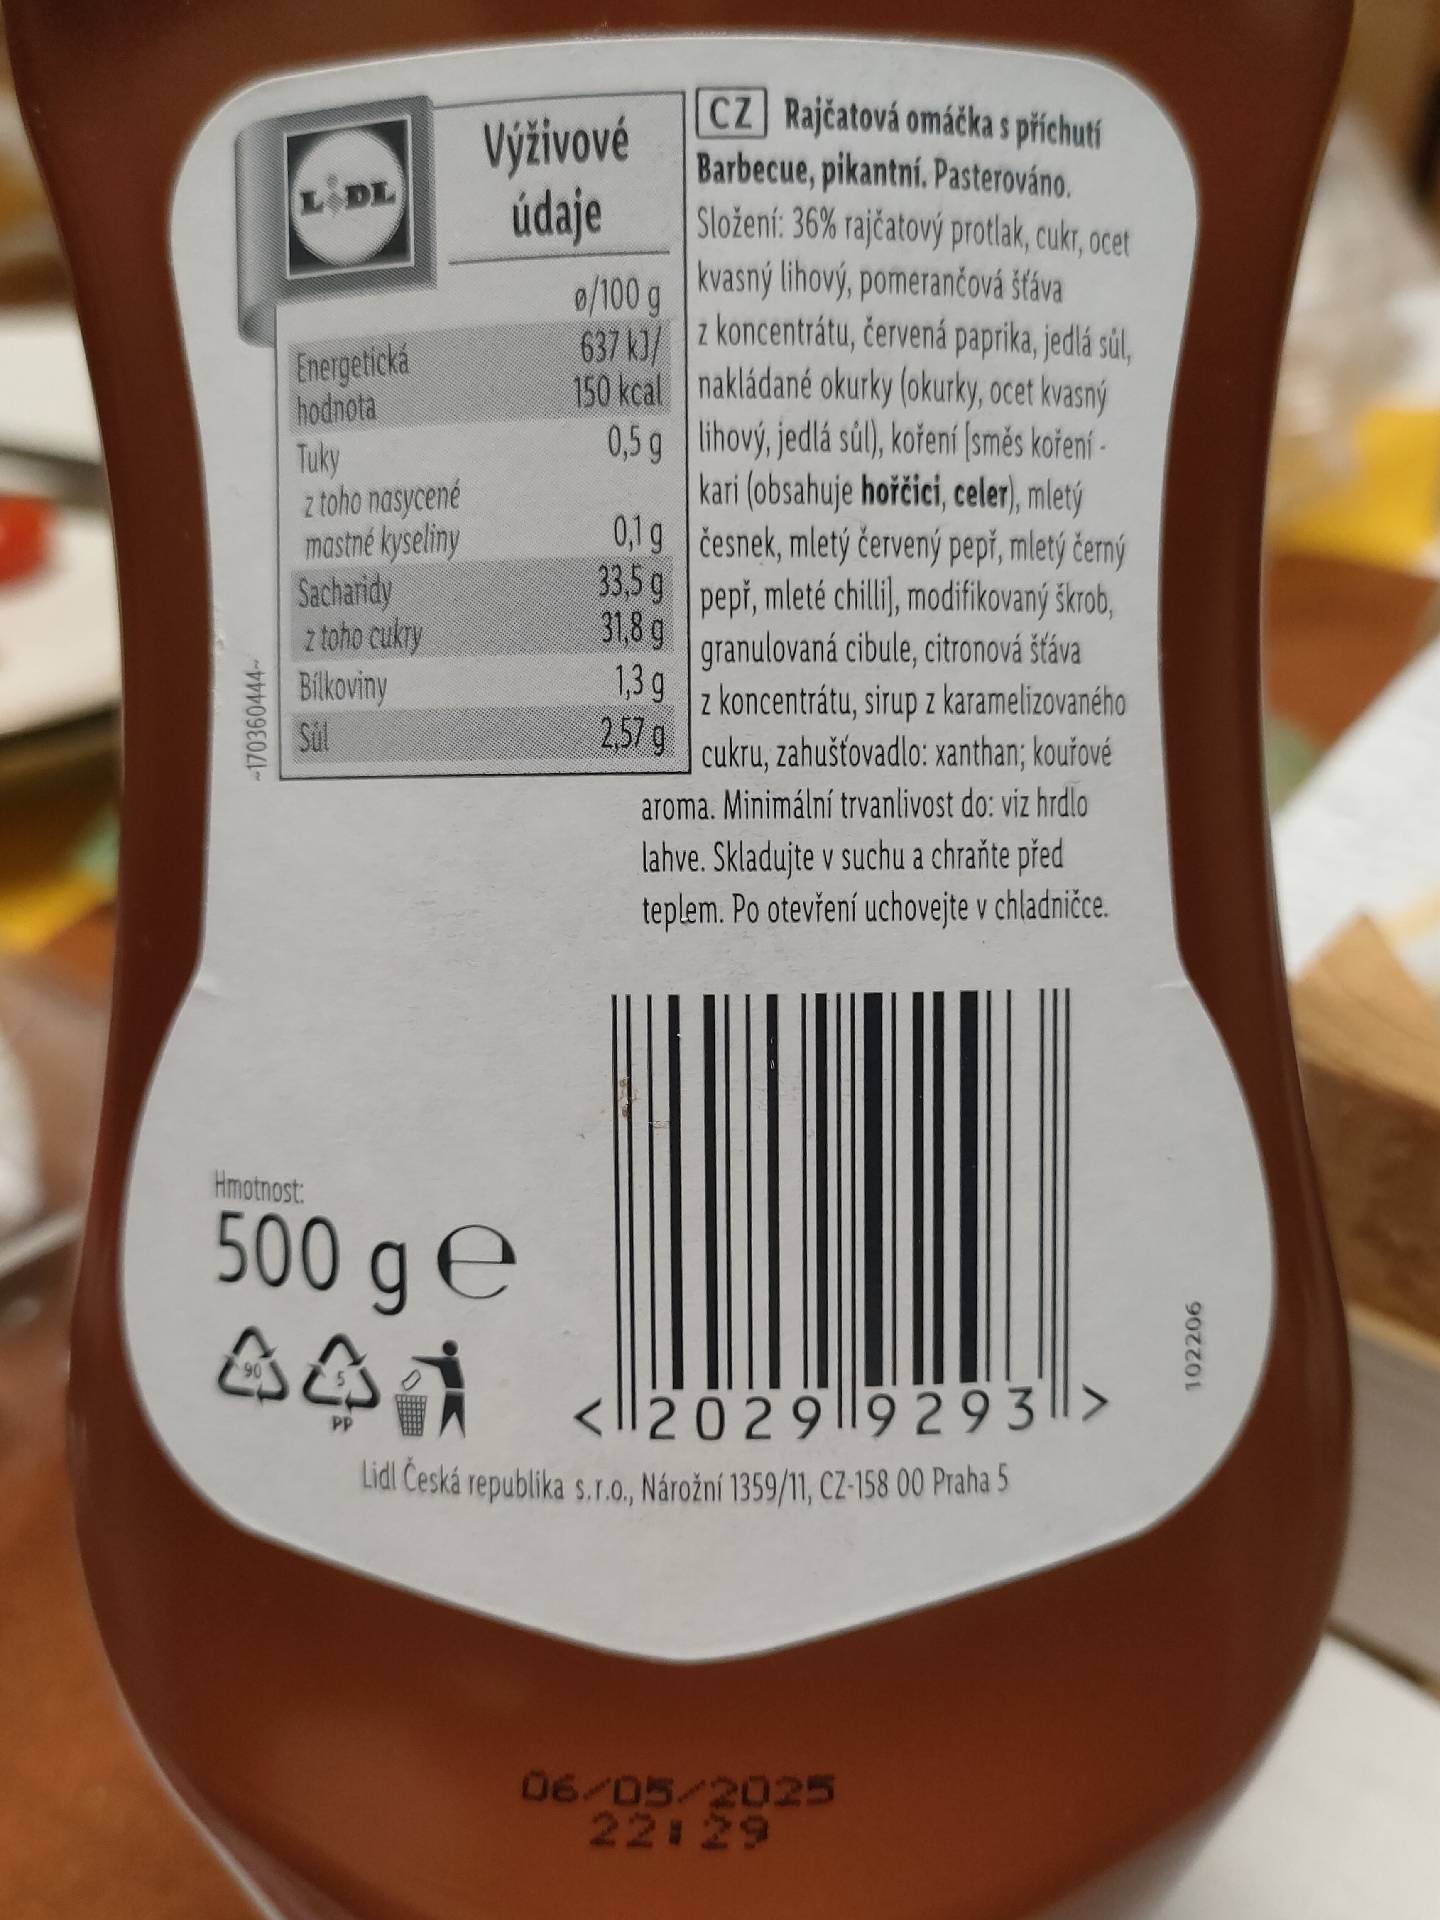 LIDL
Výživové
údaje
ø/100 g
Energetická 637 kJ/
hodnota 150 kcal
Tuky 0,5 g
z toho nasycené
mastné kyseliny 0,1 g
Sacharidy 33,5 g
z toho cukry 31,8 g
Bílkoviny 1,3 g
Sůl 2,57 g
~170360444~
CZ Rajčatová omáčka s příchutí
Barbecue, pikantní. Pasterováno.
Složení: 36% rajčatový protlak, cukr, ocet
kvasný lihový, pomerančová šťáva
z koncentrátu, červená paprika, jedlá sůl,
nakládané okurky (okurky, ocet kvasný
lihový, jedlá sůl), koření [směs koření -
kari (obsahuje hořčici, celer), mletý
česnek, mletý červený pepř, mletý černý
pepř, mleté chilli], modifikovaný škrob,
granulovaná cibule, citronová šťáva
z koncentrátu, sirup z karamelizovaného
cukru, zahušťovadlo: xanthan; kouřové
aroma. Minimální trvanlivost do: viz hrdlo
lahve. Skladujte v suchu a chraňte před
teplem. Po otevření uchovejte v chladničce.
Hmotnost:
500 g e
90
5
PP
< 2029 9293 >
102206
Lidl Česká republika s.r.o., Nárožní 1359/11, CZ-158 00 Praha 5
06/05/2025
22:29